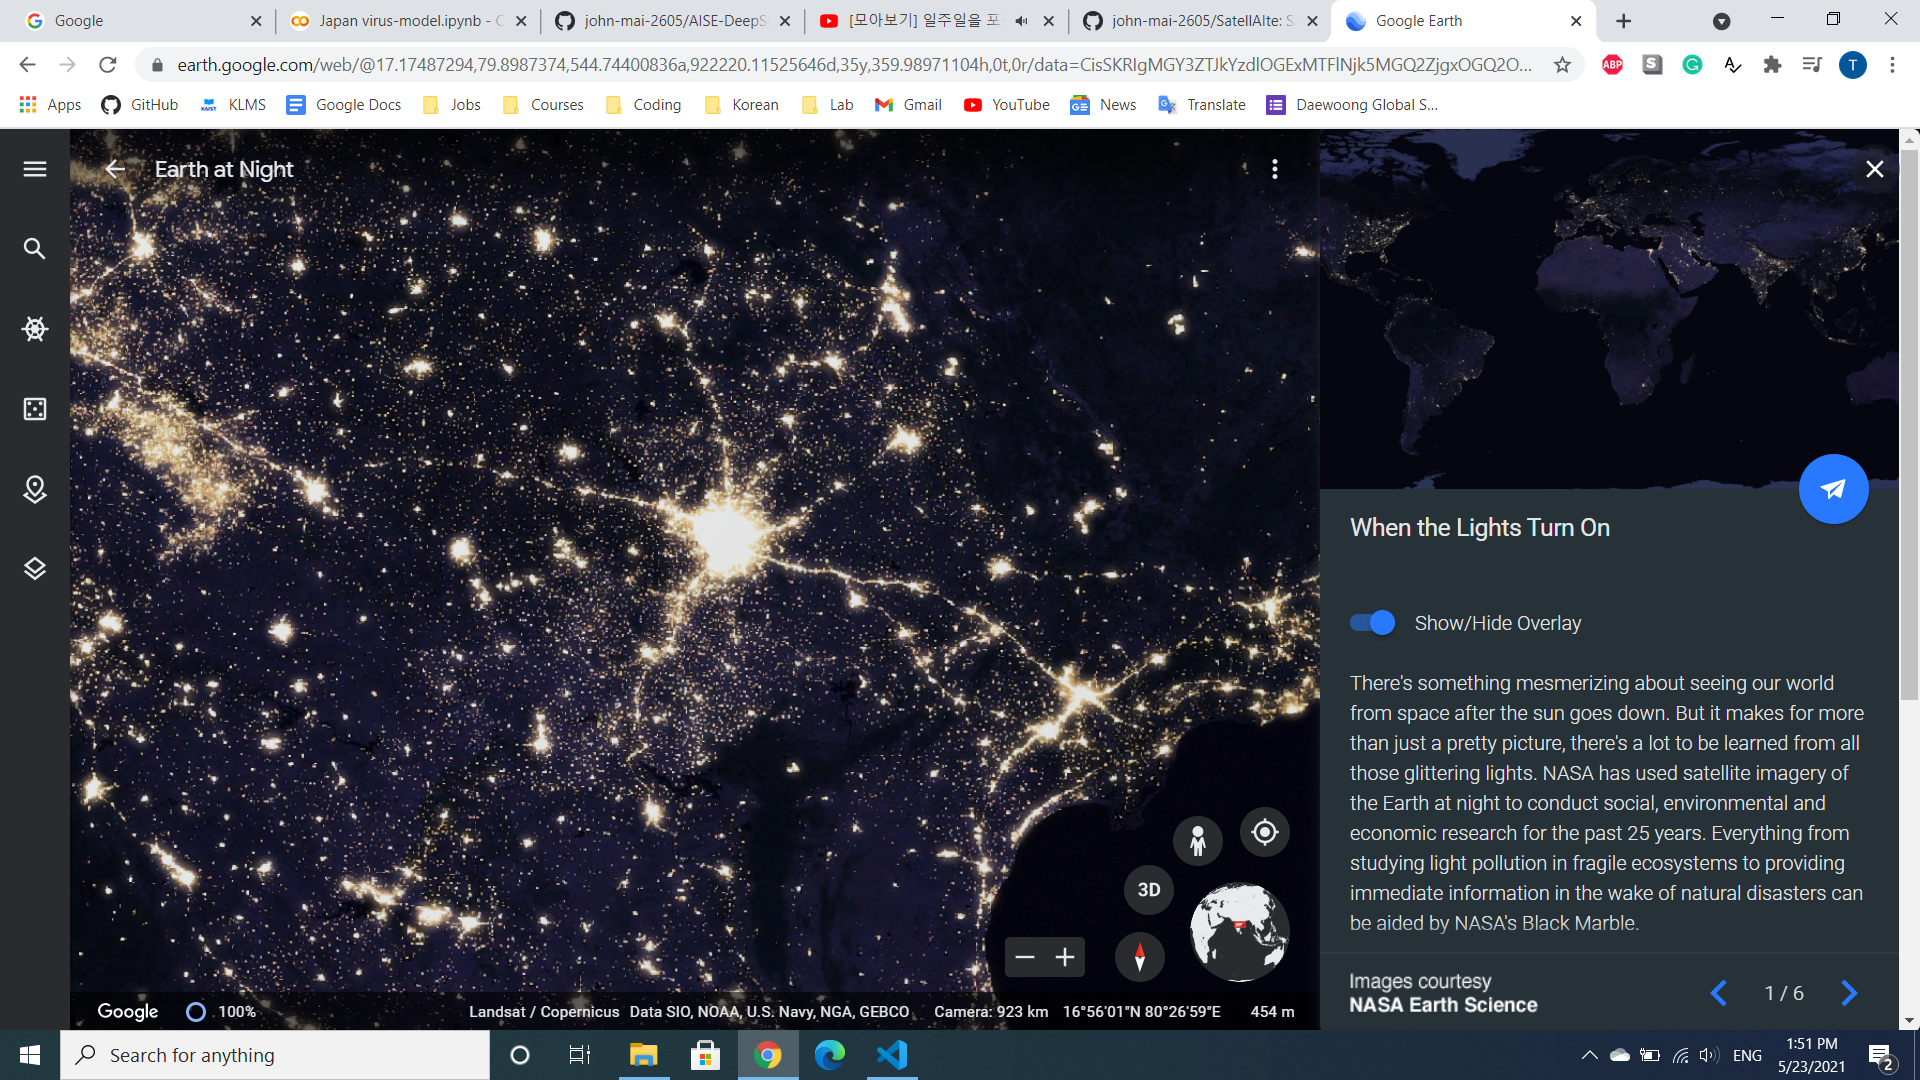 Google
Japan virus-model.ipynb - C
john-mai-2605/AISE-DeepS
[모아보기] 일주일을 포
john-mai-2605/SatellAIte: S
Google Earth
earth.google.com/web/@17.17487294,79.8987374,544.74400836a,922220.11525646d,35y,359.98971104h,0t,0r/data=CisSKRIgMGY3ZTJkYzdlOGExMTFlNjk5MGQ2ZjgxOGQ2O...
ABP
T
Apps
GitHub
KAIST
KLMS
Google Docs
Jobs
Courses
Coding
Korean
Lab
Gmail
YouTube
News
Translate
Daewoong Global S...
Earth at Night
When the Lights Turn On
Show/Hide Overlay
There's something mesmerizing about seeing our world
from space after the sun goes down. But it makes for more
than just a pretty picture, there's a lot to be learned from all
those glittering lights. NASA has used satellite imagery of
the Earth at night to conduct social, environmental and
economic research for the past 25 years. Everything from
studying light pollution in fragile ecosystems to providing
immediate information in the wake of natural disasters can
be aided by NASA's Black Marble.
3D
Images courtesy
NASA Earth Science
1 / 6
Google
100%
Landsat / Copernicus Data SIO, NOAA, U.S. Navy, NGA, GEBCO
Camera: 923 km
16°56'01"N 80°26'59"E
454 m
Search for anything
ENG
1:51 PM
5/23/2021
2